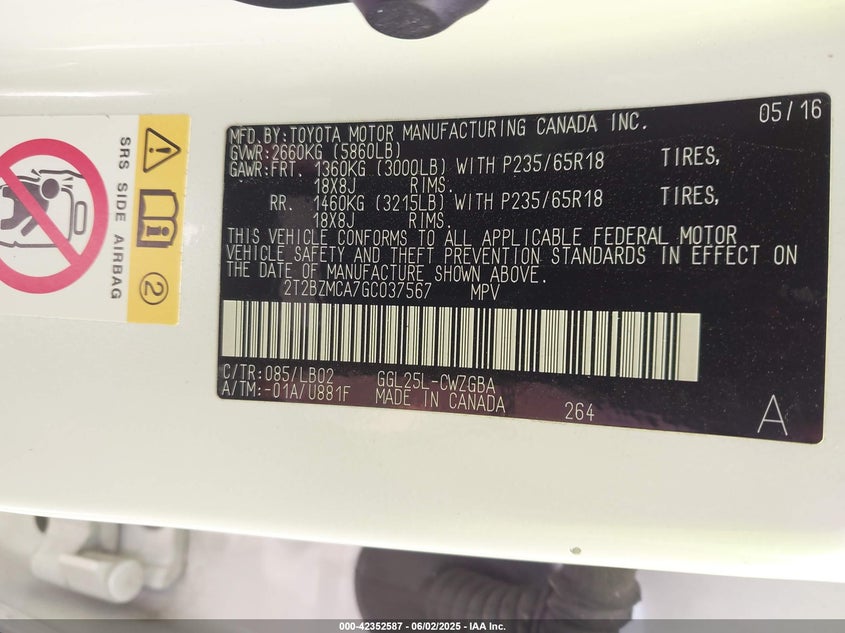 SRS SIDE AIRBAG
2
MFD. BY: TOYOTA MOTOR MANUFACTURING CANADA INC. 05/16
GVWR: 2660KG (5860LB)
GAWR: FRT. 1360KG (3000LB) WITH P235/65R18 TIRES,
18X8J RIMS.
RR. 1460KG (3215LB) WITH P235/65R18 TIRES,
18X8J RIMS.
THIS VEHICLE CONFORMS TO ALL APPLICABLE FEDERAL MOTOR
VEHICLE SAFETY AND THEFT PREVENTION STANDARDS IN EFFECT ON
THE DATE OF MANUFACTURE SHOWN ABOVE.
2T2BZMCA7GC037567 MPV
C/TR: 085/LB02 GGL25L-CWZGBA
A/TM: -01A/U881F MADE IN CANADA 264
A
000-42352587 - 06/02/2025 - IAA Inc.